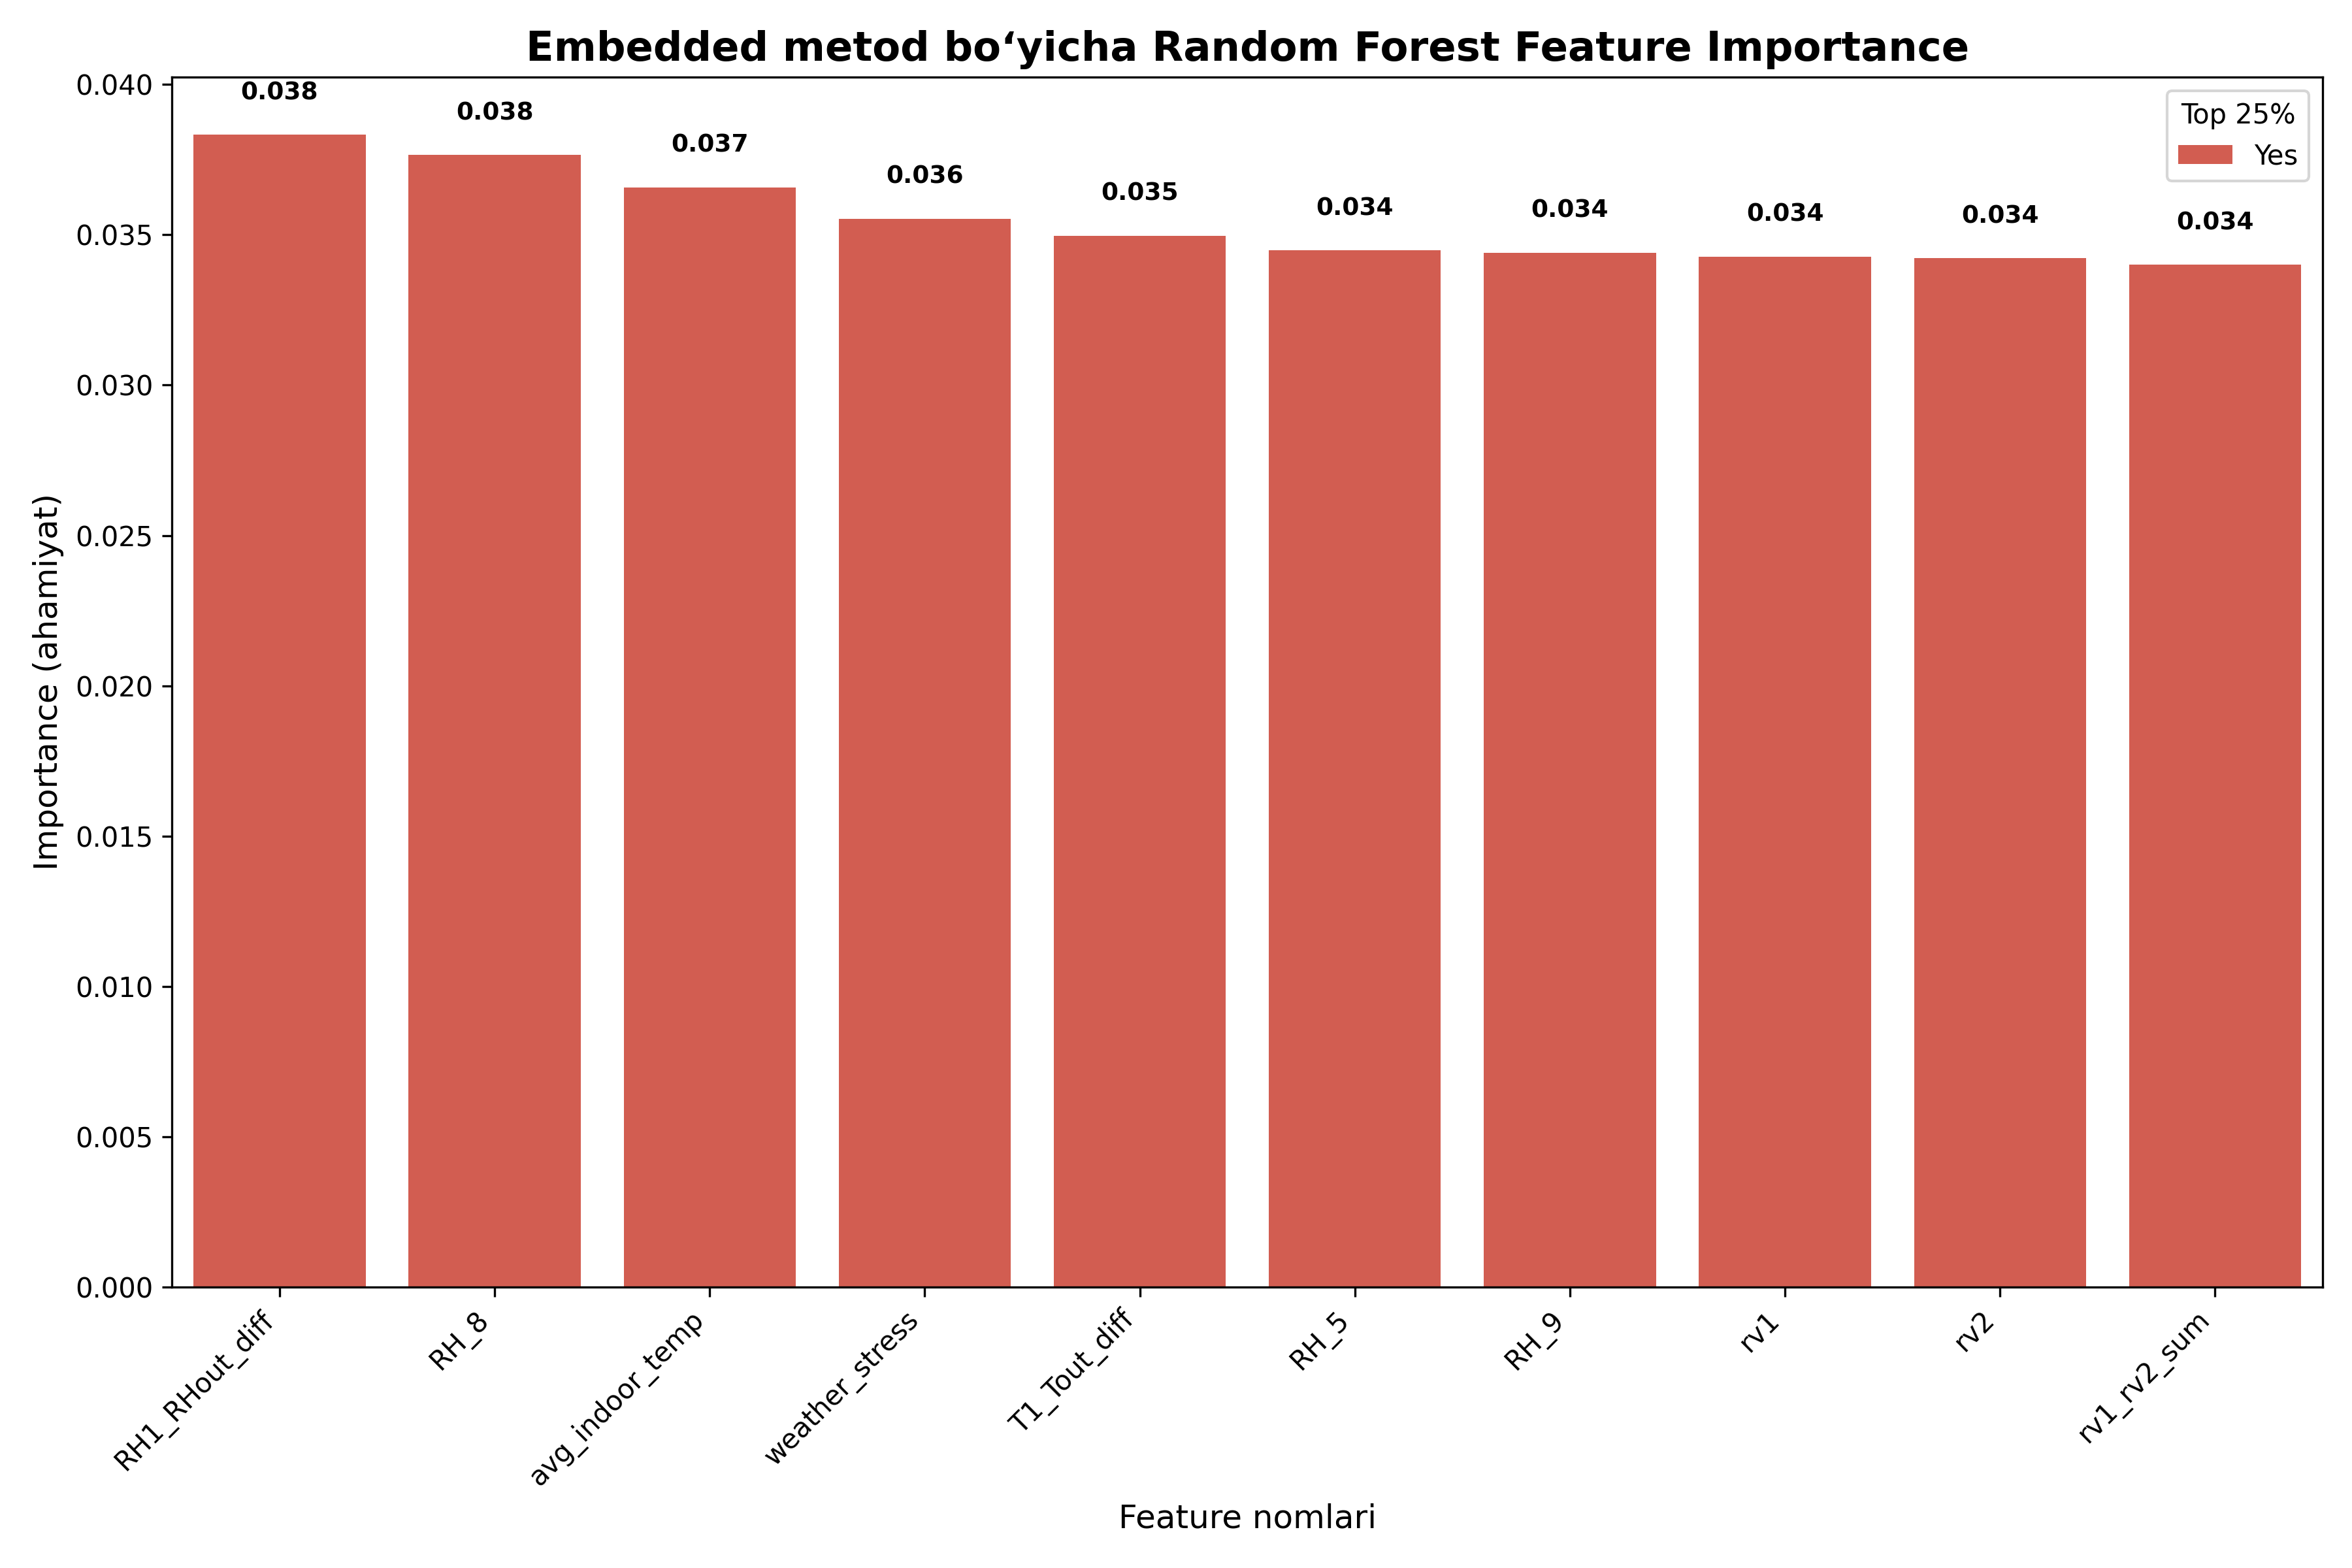 Embedded metod bo‘yicha Random Forest Feature Importance
Importance (ahamiyat)
0.040
0.035
0.030
0.025
0.020
0.015
0.010
0.005
0.000
0.038
0.038
0.037
0.036
0.035
0.034
0.034
0.034
0.034
0.034
Top 25%
Yes
RH1_RHout_diff
RH_8
avg_indoor_temp
weather_stress
T1_Tout_diff
RH_5
RH_9
rv1
rv2
rv1_rv2_sum
Feature nomlari